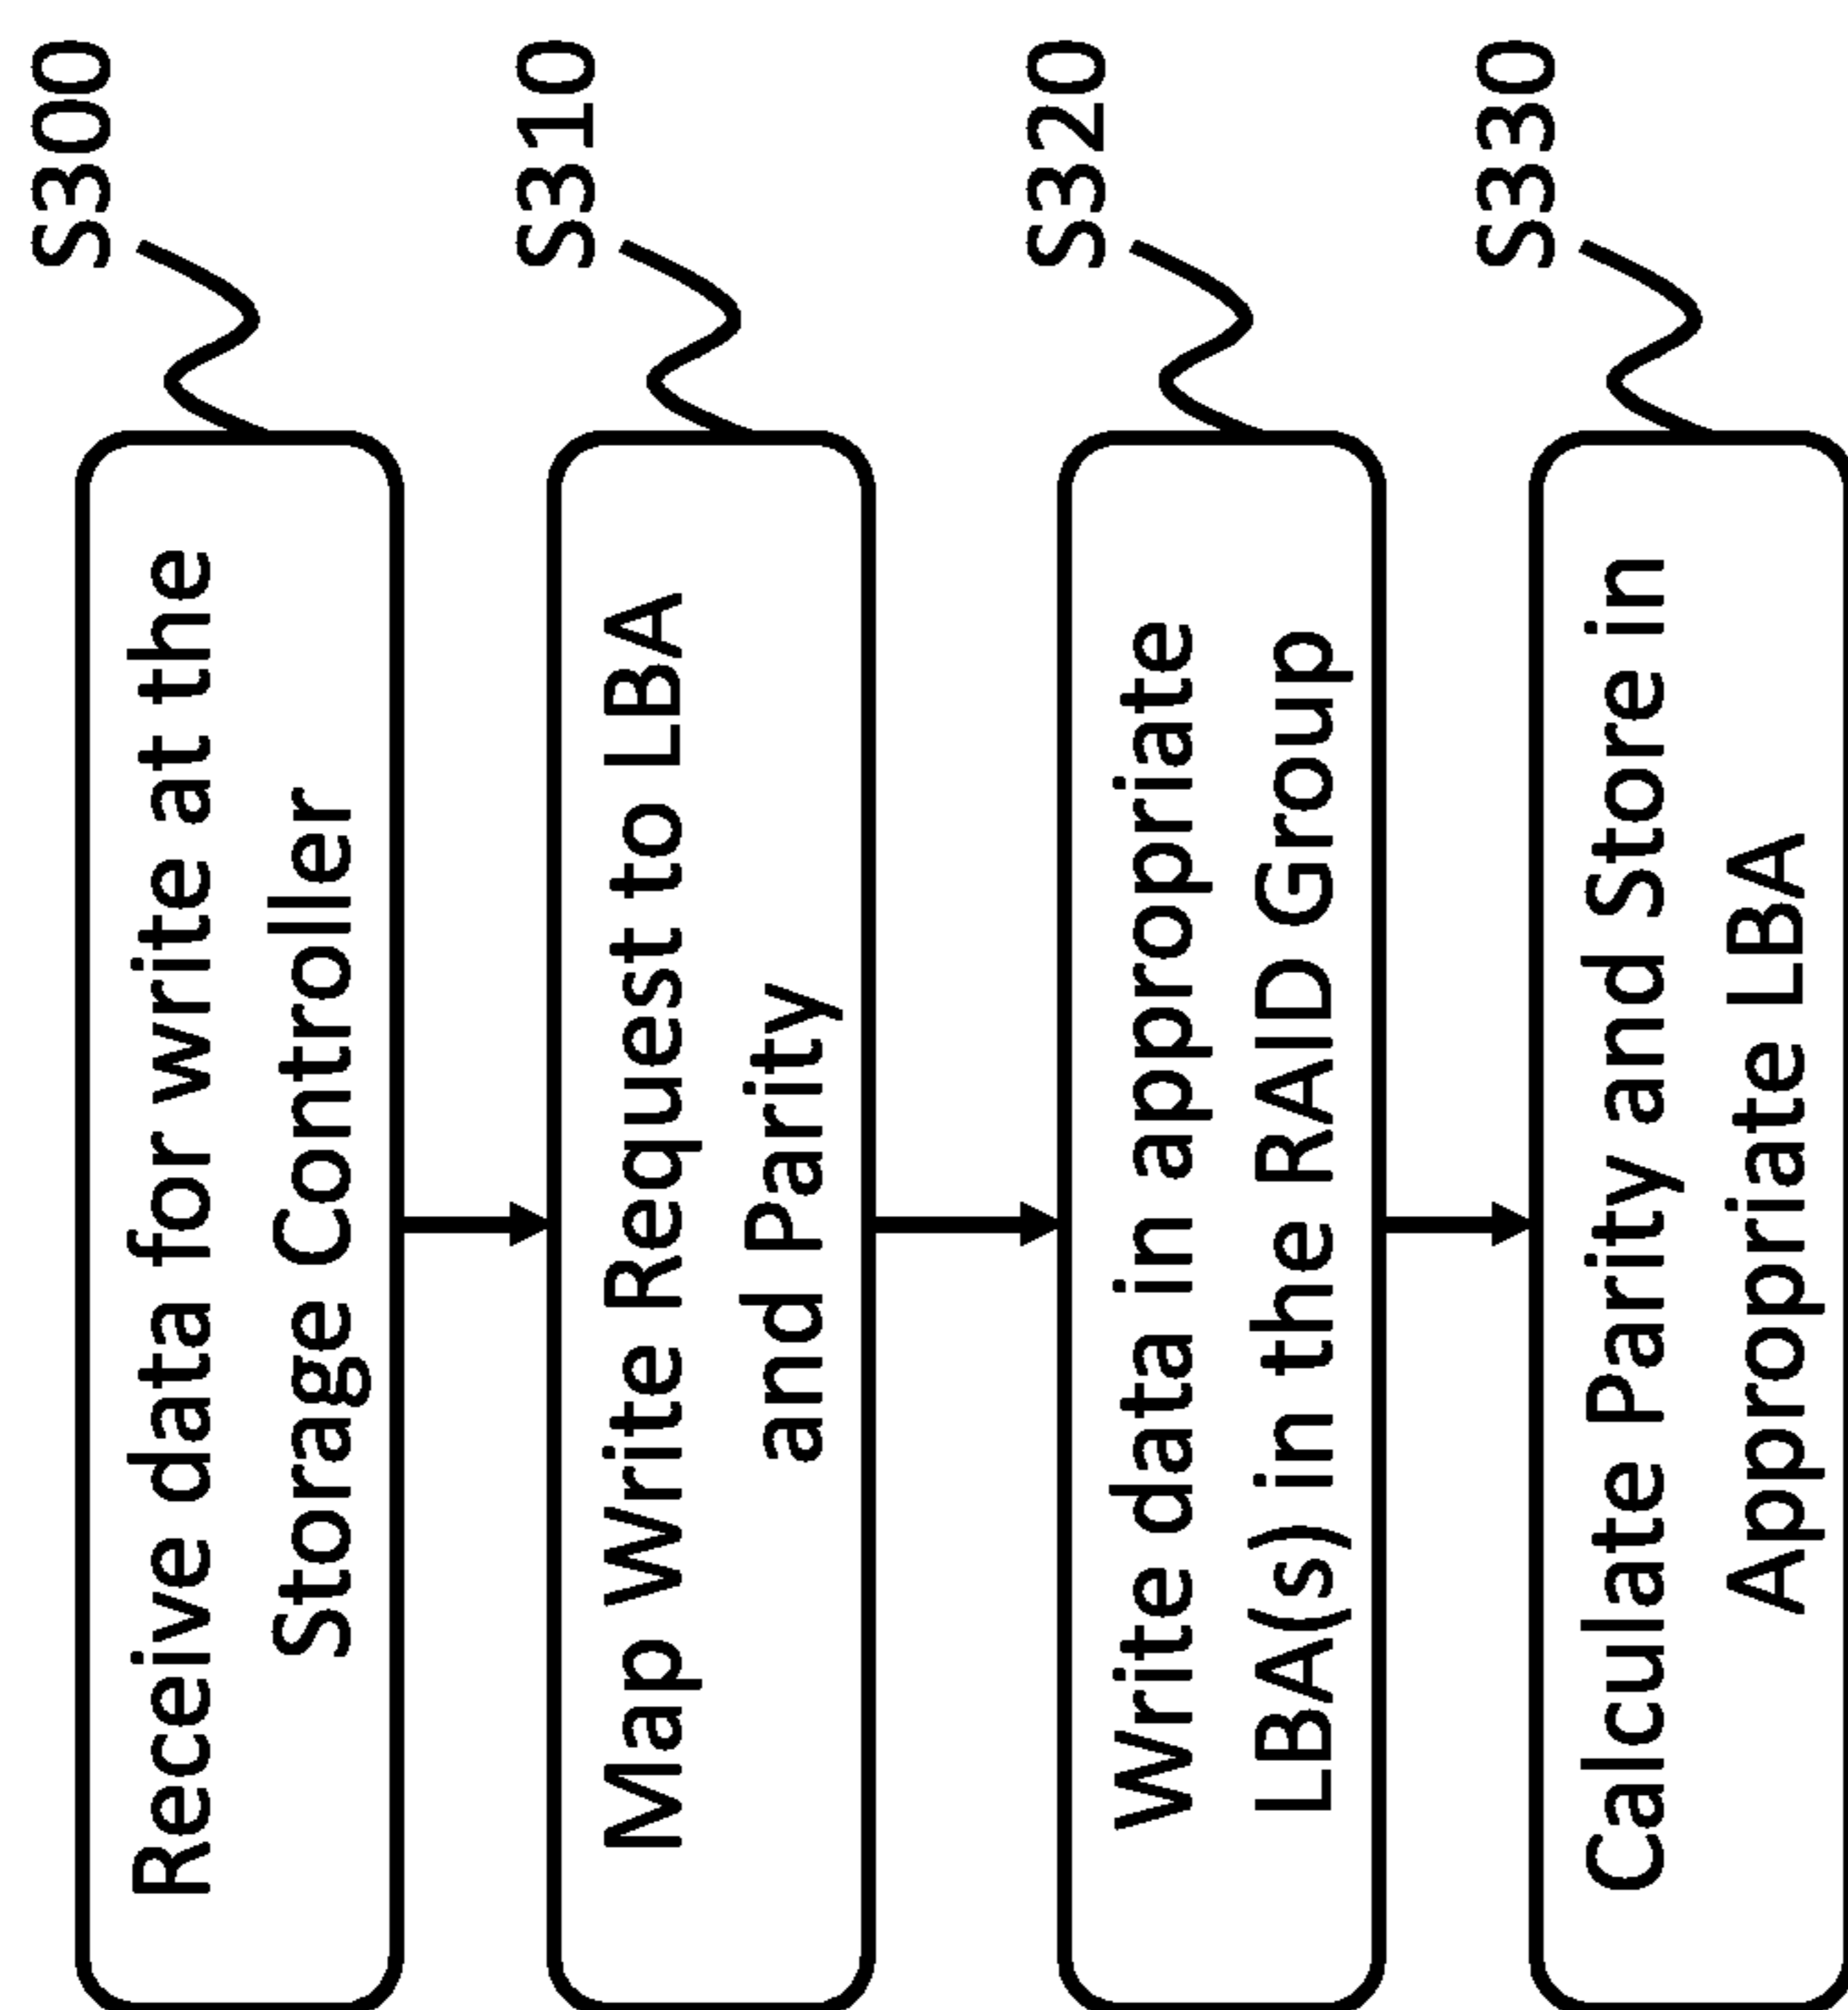 S300
Receive data for write at the
Storage Controller
S310
Map Write Request to LBA
and Parity
S320
Write data in appropriate
LBA(s) in the RAID Group
S330
Calculate Parity and Store in
Appropriate LBA